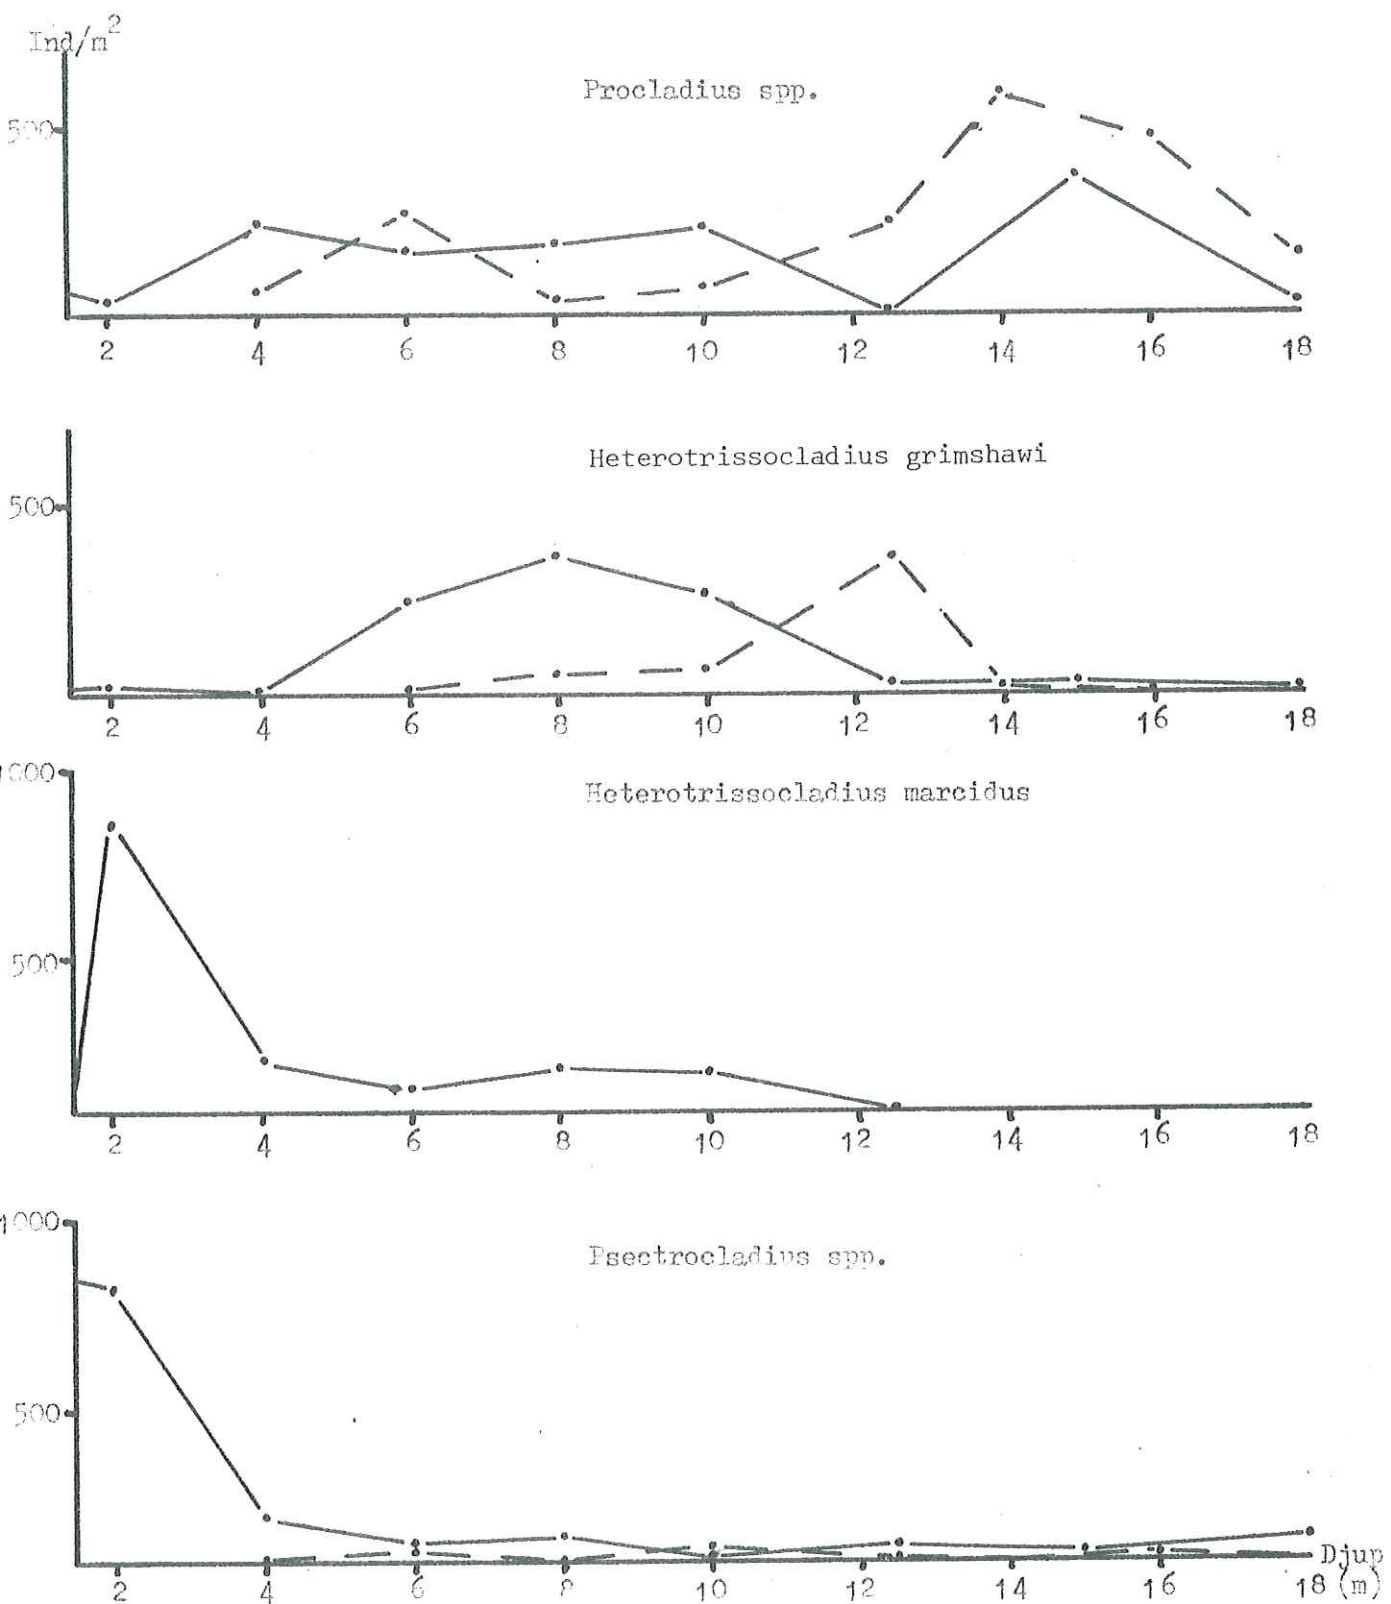 Ind/m²
Procladius spp.
500
2 4 6 8 10 12 14 16 18
Heterotrissocladius grimshawi
500
2 4 6 8 10 12 14 16 18
1000
Heterotrissocladius marcidus
500
2 4 6 8 10 12 14 16 18
1000
Psectrocladius spp.
500
Djup
2 4 6 8 10 12 14 16 18 (m)